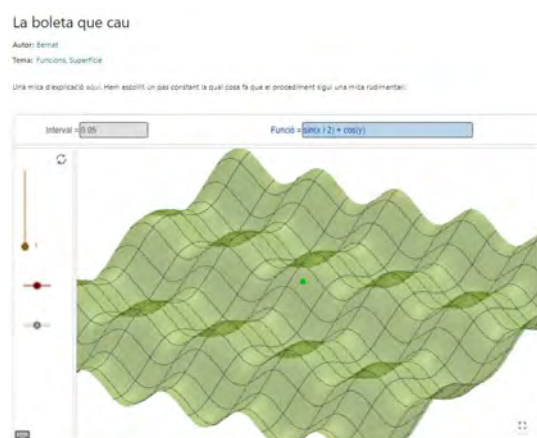 La boleta que cau
Autor: Bernat
Tema: Funcions, Superfície
Una mica d'explicació aquí. Hem escollit un pas constant la qual cosa fa que el procediment sigui una mica rudimentari:
Interval = 0.05
Funció = sin(x / 2) + cos(y)